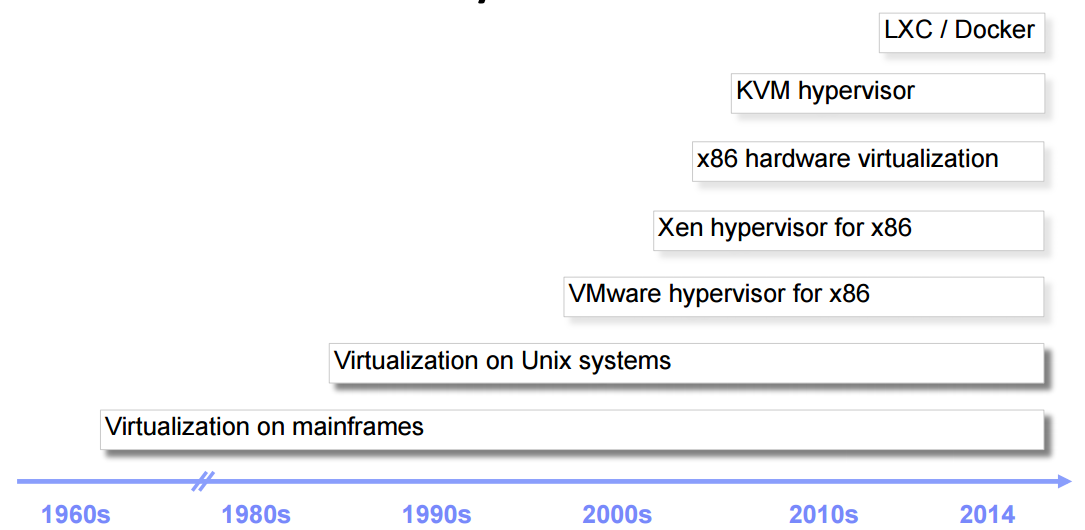 LXC / Docker
KVM hypervisor
x86 hardware virtualization
Xen hypervisor for x86
VMware hypervisor for x86
Virtualization on Unix systems
Virtualization on mainframes
1960s 1980s 1990s 2000s 2010s 2014